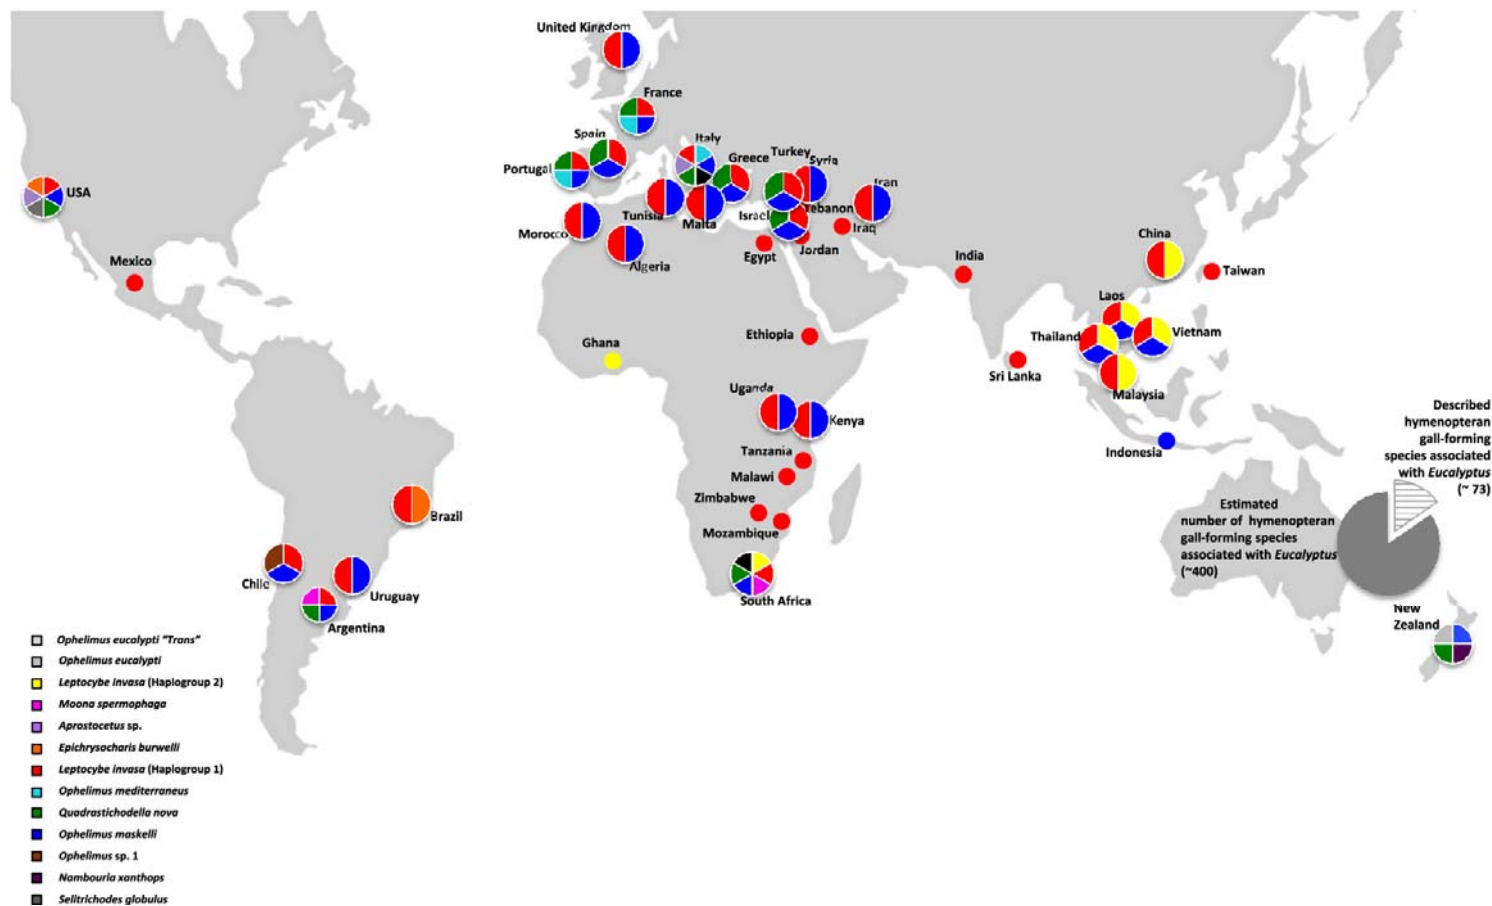 United Kingdom
France
Spain
Portugal
Italy
Greece
Turkey
Syria
Iran
Israel
Lebanon
Iraq
Jordan
Egypt
Tunisia
Malta
Morocco
Algeria
USA
Mexico
Ghana
Ethiopia
Uganda
Kenya
Tanzania
Malawi
Zimbabwe
Mozambique
South Africa
India
Sri Lanka
China
Taiwan
Laos
Thailand
Vietnam
Malaysia
Indonesia
Brazil
Chile
Uruguay
Argentina
Described
hymenopteran
gall-forming
species associated
with Eucalyptus
(~ 73)
Estimated
number of hymenopteran
gall-forming species
associated with Eucalyptus
(~400)
New
Zealand
Ophelimus eucalypti "Trans"
Ophelimus eucalypti
Leptocybe invasa (Haplogroup 2)
Moona spermophaga
Aprostocetus sp.
Epichrysocharis burwelli
Leptocybe invasa (Haplogroup 1)
Ophelimus mediterraneus
Quadrastichodella nova
Ophelimus maskelli
Ophelimus sp. 1
Nambouria xanthops
Selitrichodes globulus